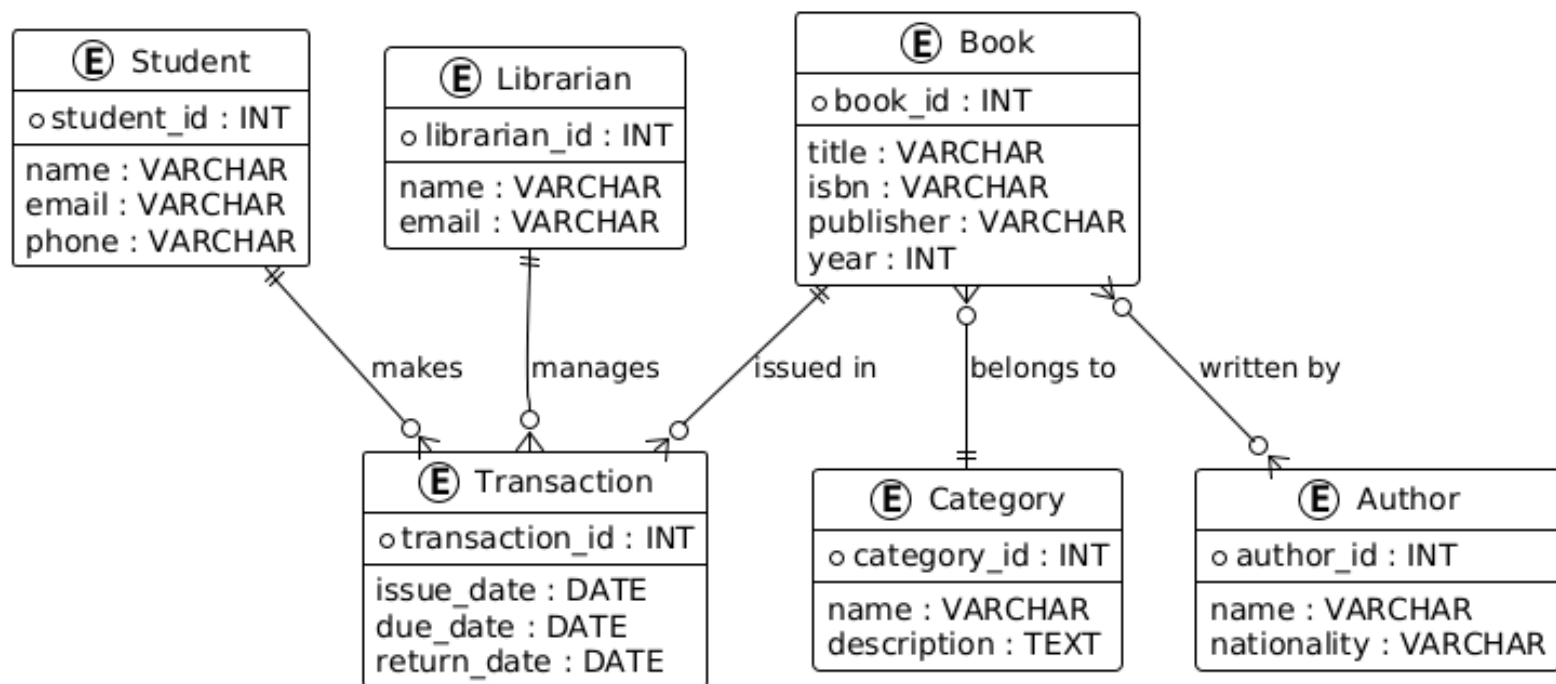 E Student
student_id : INT
name : VARCHAR
email : VARCHAR
phone : VARCHAR
E Librarian
librarian_id : INT
name : VARCHAR
email : VARCHAR
E Book
book_id : INT
title : VARCHAR
isbn : VARCHAR
publisher : VARCHAR
year : INT
makes
manages
issued in
belongs to
written by
E Transaction
transaction_id : INT
issue_date : DATE
due_date : DATE
return_date : DATE
E Category
category_id : INT
name : VARCHAR
description : TEXT
E Author
author_id : INT
name : VARCHAR
nationality : VARCHAR